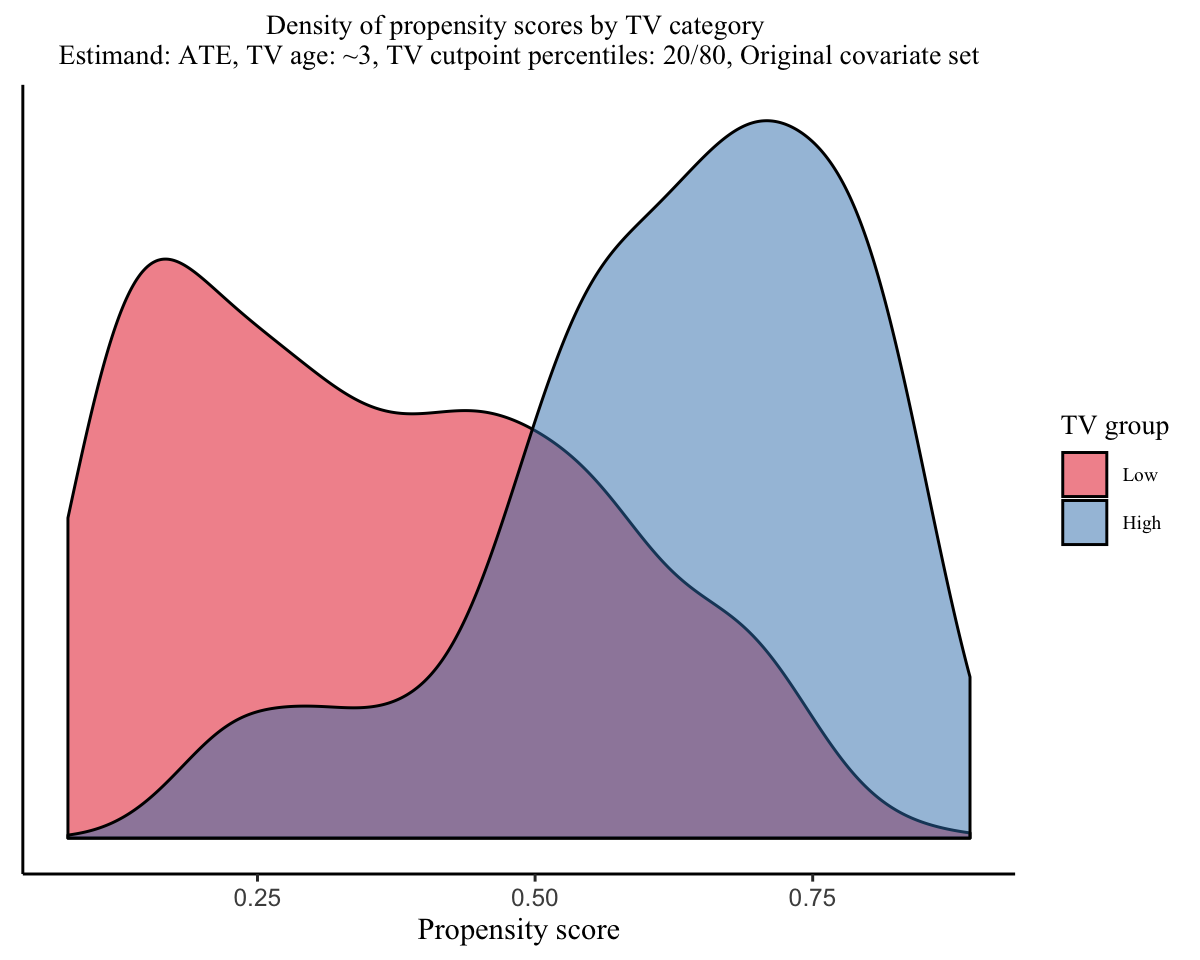 Density of propensity scores by TV category
Estimand: ATE, TV age: ~3, TV cutpoint percentiles: 20/80, Original covariate set
TV group
Low
High
0.25 0.50 0.75
Propensity score